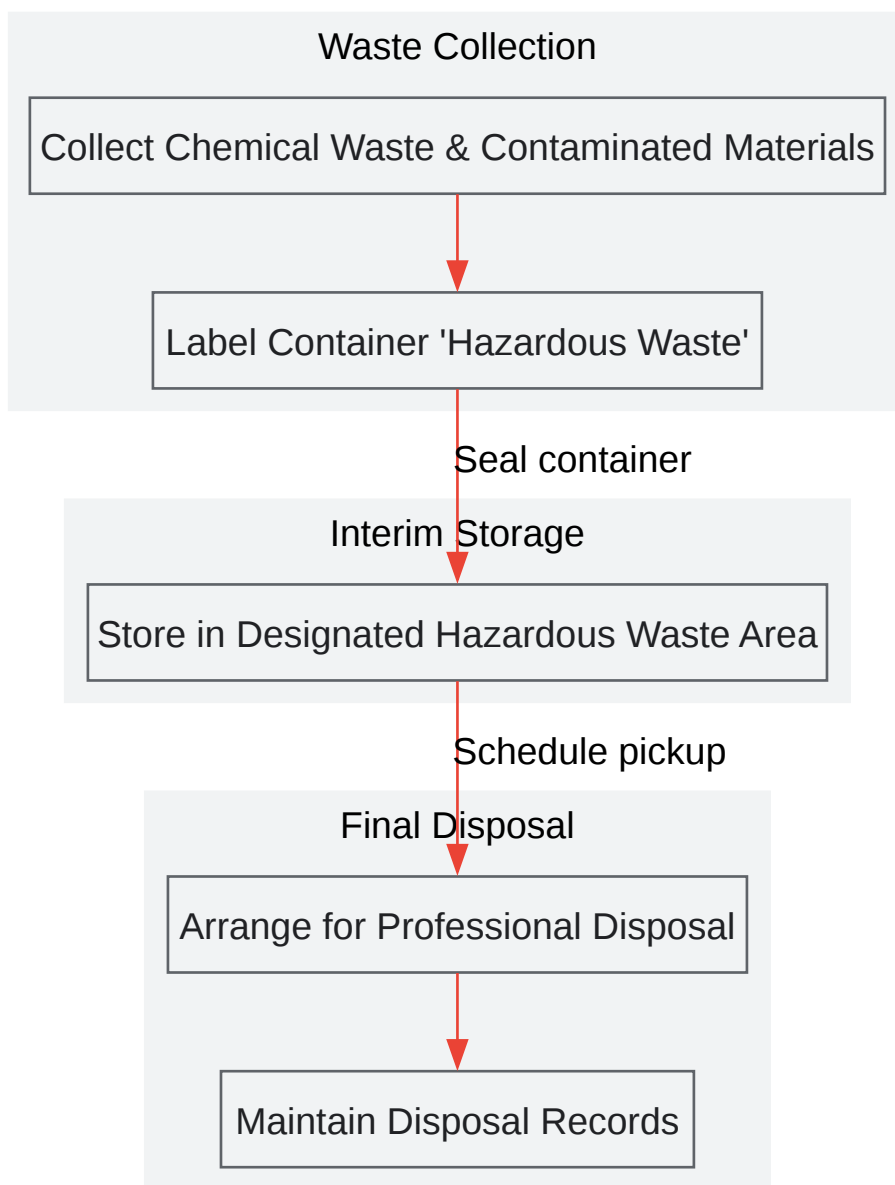 Waste Collection
Collect Chemical Waste & Contaminated Materials
Label Container 'Hazardous Waste'
Seal container
Interim Storage
Store in Designated Hazardous Waste Area
Schedule pickup
Final Disposal
Arrange for Professional Disposal
Maintain Disposal Records